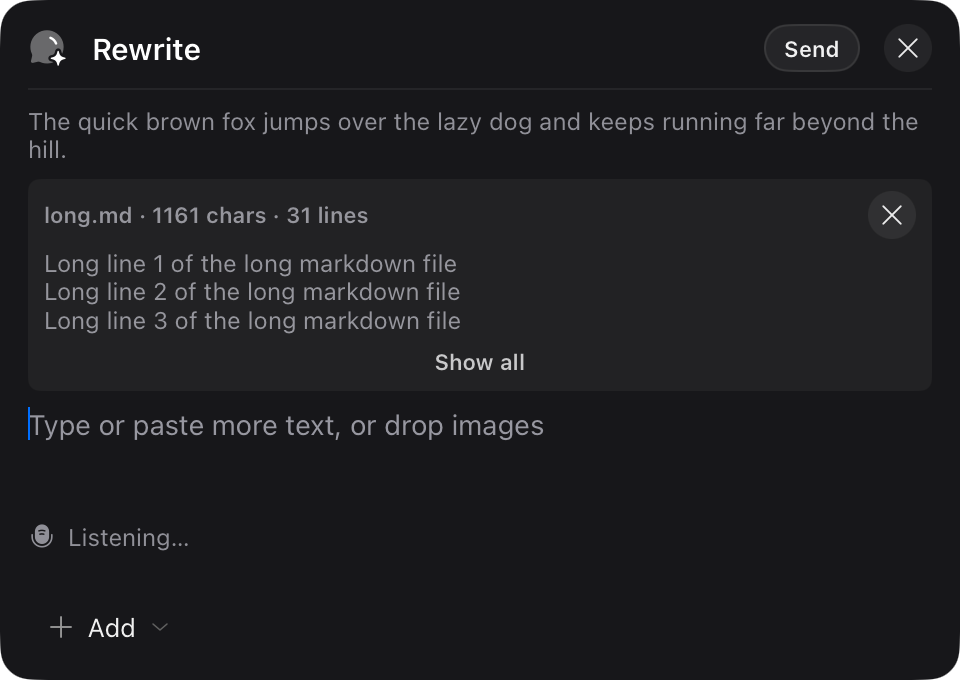 Rewrite
Send
The quick brown fox jumps over the lazy dog and keeps running far beyond the
hill.
long.md · 1161 chars · 31 lines
Long line 1 of the long markdown file
Long line 2 of the long markdown file
Long line 3 of the long markdown file
Show all
Type or paste more text, or drop images
Listening...
Add